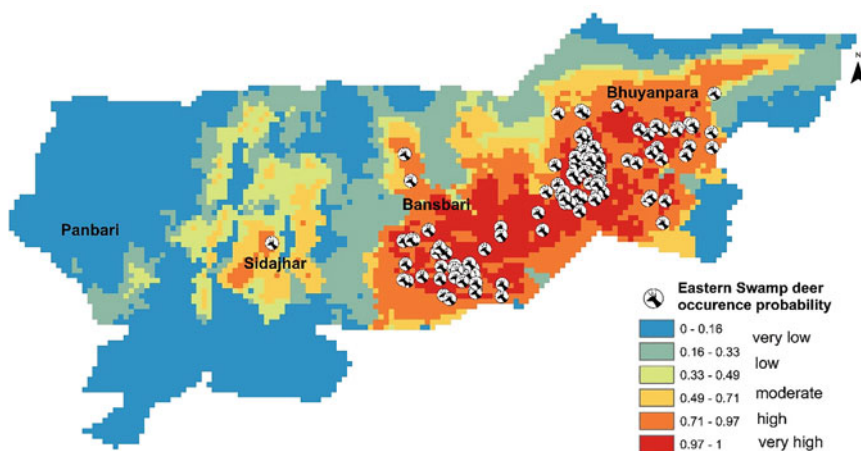 Bhuyanpara
N
Bansbari
Panbari
Sidajhar
Eastern Swamp deer
occurence probability
0 - 0.16
very low
0.16 - 0.33
low
0.33 - 0.49
0.49 - 0.71
moderate
0.71 - 0.97
high
0.97 - 1
very high